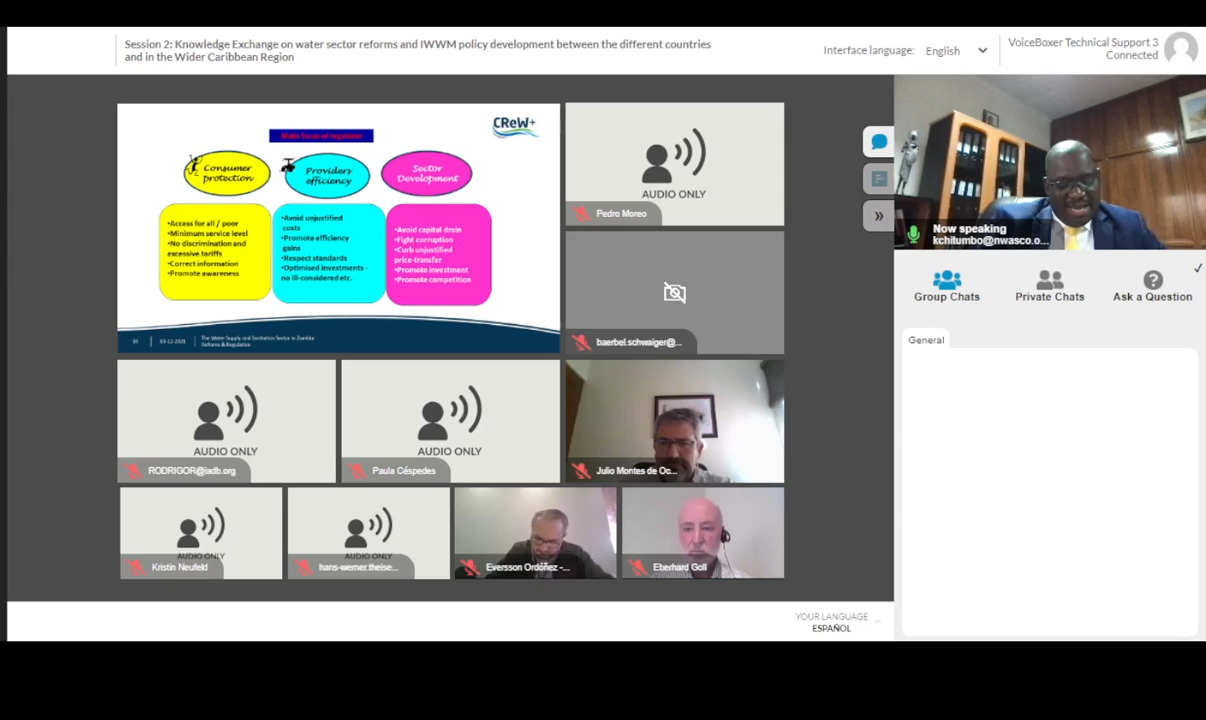 Session 2: Knowledge Exchange on water sector reforms and IWWM policy development between the different countries
and in the Wider Caribbean Region
Interface language:
English
VoiceBoxer Technical Support 3
Connected
Main focus of regulator
CReW+
Consumer
protection
Providers
efficiency
Sector
Development
•Access for all / poor
•Minimum service level
•No discrimination and
excessive tariffs
•Correct information
•Promote awareness
•Avoid unjustified
costs
•Promote efficiency
gains
•Respect standards
•Optimised investments -
no ill-considered etc.
•Avoid capital drain
•Fight corruption
•Curb unjustified
price-transfer
•Promote investment
•Promote competition
03-12-2021
The Water Supply and Sanitation Sector in Zambia
Reforms & Regulation
AUDIO ONLY
Pedro Moreo
baerbel.schwaiger@...
Now speaking
kchitumbo@nwasco.o...
Group Chats
Private Chats
Ask a Question
General
AUDIO ONLY
RODRIGOR@iadb.org
AUDIO ONLY
Paula Céspedes
Julio Montes de Oc...
AUDIO ONLY
Kristin Neufeld
AUDIO ONLY
hans-werner.theise...
Eversson Ordóñez -...
Eberhard Goll
YOUR LANGUAGE
ESPAÑOL